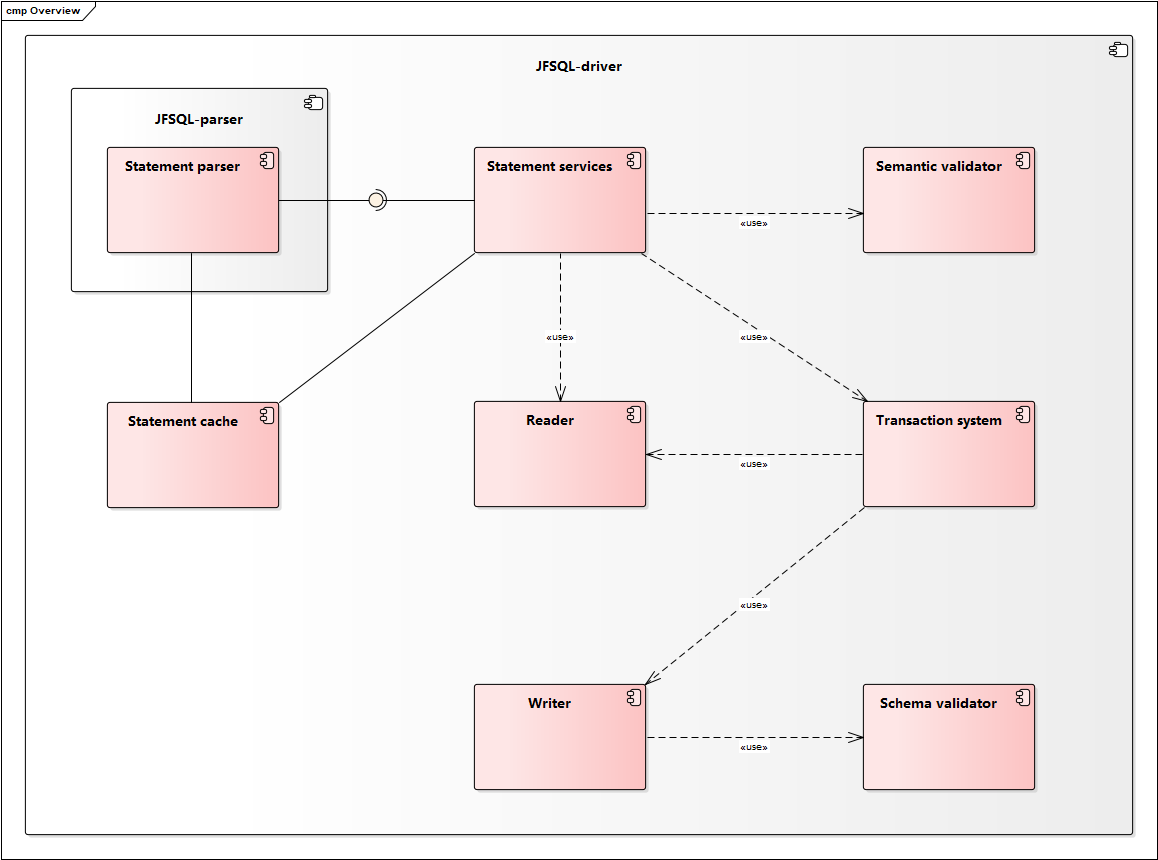 cmp Overview
JFSQL-driver
JFSQL-parser
Statement parser
Statement services
Semantic validator
«use»
«use»
«use»
Statement cache
Reader
Transaction system
«use»
«use»
Writer
Schema validator
«use»